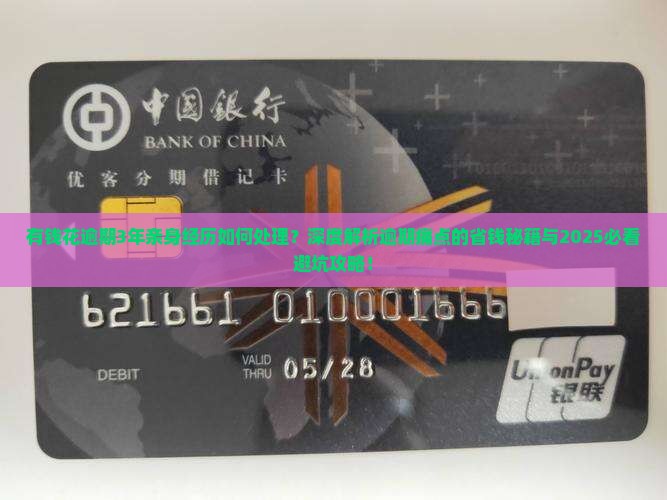 中国銀行
BANK OF CHINA
优客分期借记卡
有钱花逾期3年亲身经历如何处理？深度解析逾期痛点的省钱秘籍与2025必看
避坑攻略！
621661 010001666
DEBIT
VALID
THRU 05/28
UnionPay
银联